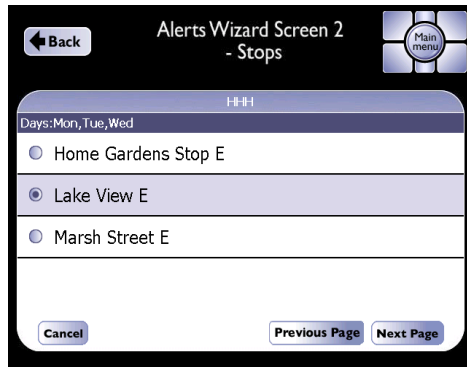 Back
Alerts Wizard Screen 2
- Stops
Main
menu
HHH
Days:Mon,Tue,Wed
Home Gardens Stop E
Lake View E
Marsh Street E
Cancel
Previous Page
Next Page